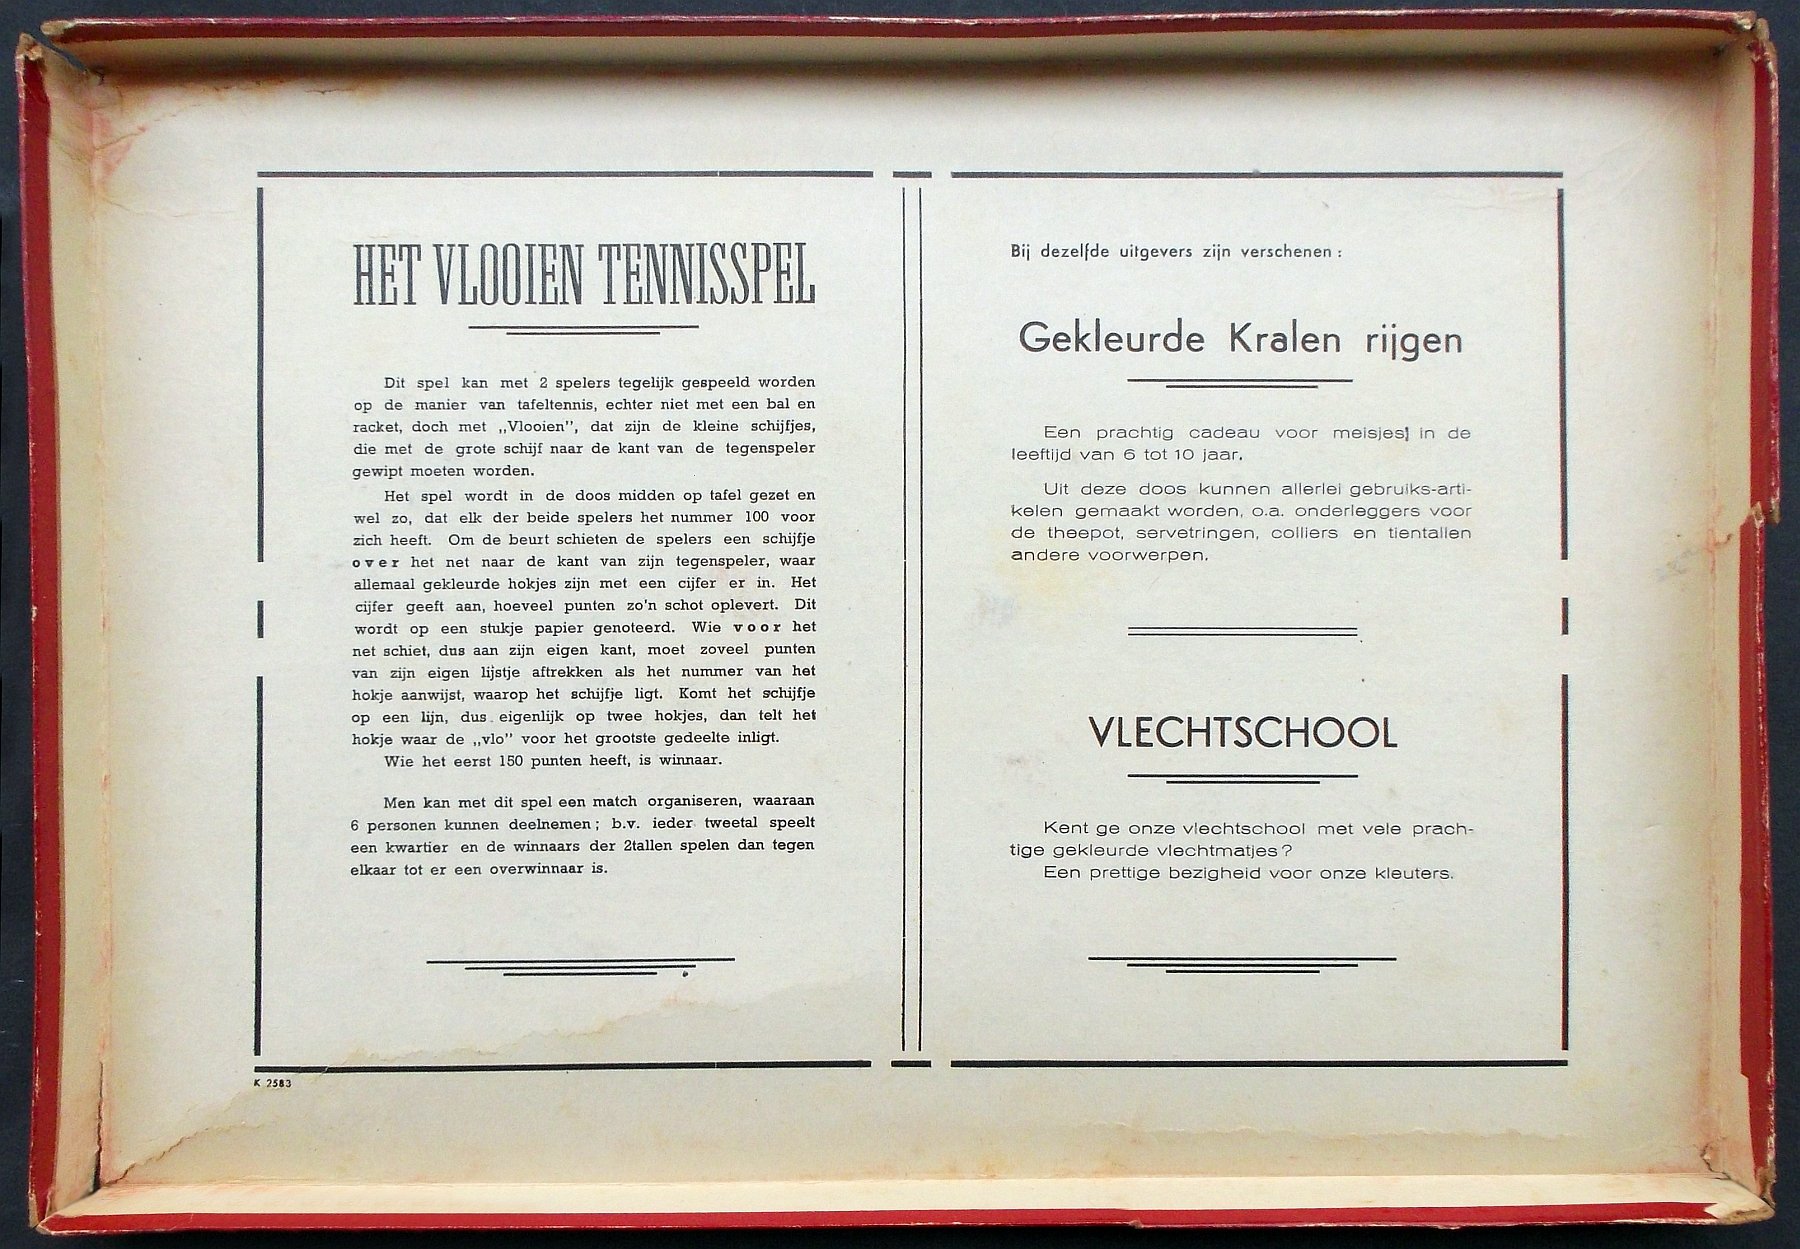 HET VLOOIEN TENNISSPEL
Dit spel kan met 2 spelers tegelijk gespeeld worden
op de manier van tafeltennis, echter niet met een bal en
racket, doch met ,,Vlooien”, dat zijn de kleine schijfjes,
die met de grote schijf naar de kant van de tegenspeler
gewipt moeten worden.
Het spel wordt in de doos midden op tafel gezet en
wel zo, dat elk der beide spelers het nummer 100 voor
zich heeft. Om de beurt schieten de spelers een schijfje
over het net naar de kant van zijn tegenspeler, waar
allemaal gekleurde hokjes zijn met een cijfer er in. Het
cijfer geeft aan, hoeveel punten zo’n schot oplevert. Dit
wordt op een stukje papier genoteerd. Wie voor het
net schiet, dus aan zijn eigen kant, moet zoveel punten
van zijn eigen lijstje aftrekken als het nummer van het
hokje aanwijst, waarop het schijfje ligt. Komt het schijfje
op een lijn, dus eigenlijk op twee hokjes, dan telt het
hokje waar de ,,vlo” voor het grootste gedeelte inligt.
Wie het eerst 150 punten heeft, is winnaar.
Men kan met dit spel een match organiseren, waaraan
6 personen kunnen deelnemen; b.v. ieder tweetal speelt
een kwartier en de winnaars der 2tallen spelen dan tegen
elkaar tot er een overwinnaar is.
K 2583
Bij dezelfde uitgevers zijn verschenen:
Gekleurde Kralen rijgen
Een prachtig cadeau voor meisjes in de
leeftijd van 6 tot 10 jaar.
Uit deze doos kunnen allerlei gebruiks-arti-
kelen gemaakt worden, o.a. onderleggers voor
de theepot, servetringen, colliers en tientallen
andere voorwerpen.
VLECHTSCHOOL
Kent ge onze vlechtschool met vele prach-
tige gekleurde vlechtmatjes?
Een prettige bezigheid voor onze kleuters.